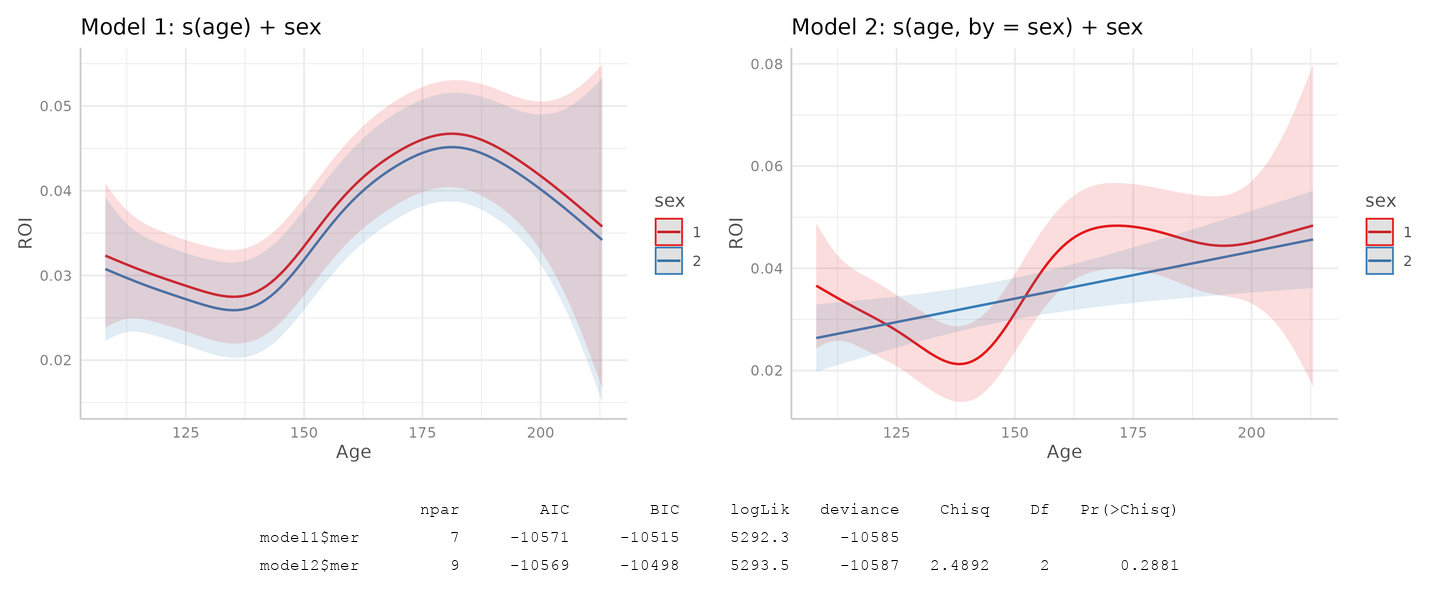 Model 1: s(age) + sex
0.05
0.04
0.03
0.02
ROI
125 150 175 200
Age
sex
1
2
Model 2: s(age, by = sex) + sex
0.08
0.06
0.04
0.02
ROI
125 150 175 200
Age
sex
1
2
npar AIC BIC logLik deviance Chisq Df Pr(>Chisq)
model1$mer 7 -10571 -10515 5292.3 -10585
model2$mer 9 -10569 -10498 5293.5 -10587 2.4892 2 0.2881